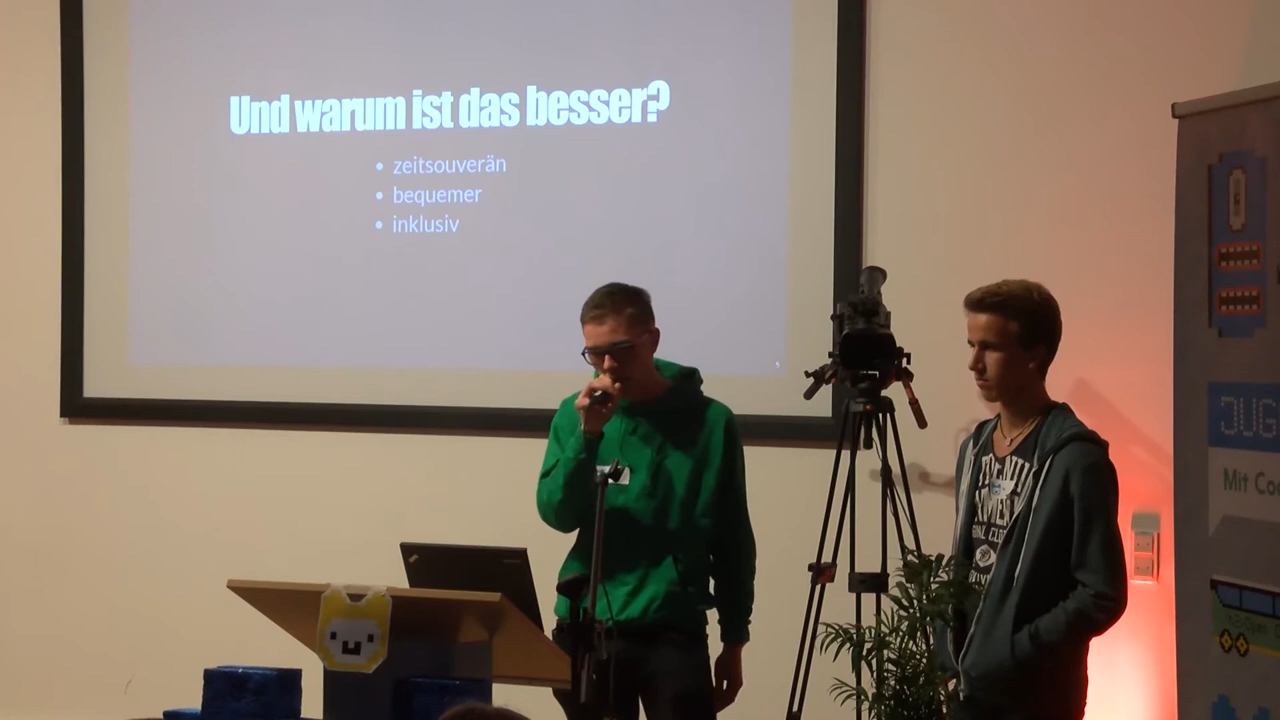 Und warum ist das besser?
• zeitsouverän
• bequemer
• inklusiv
JUG
Mit Co